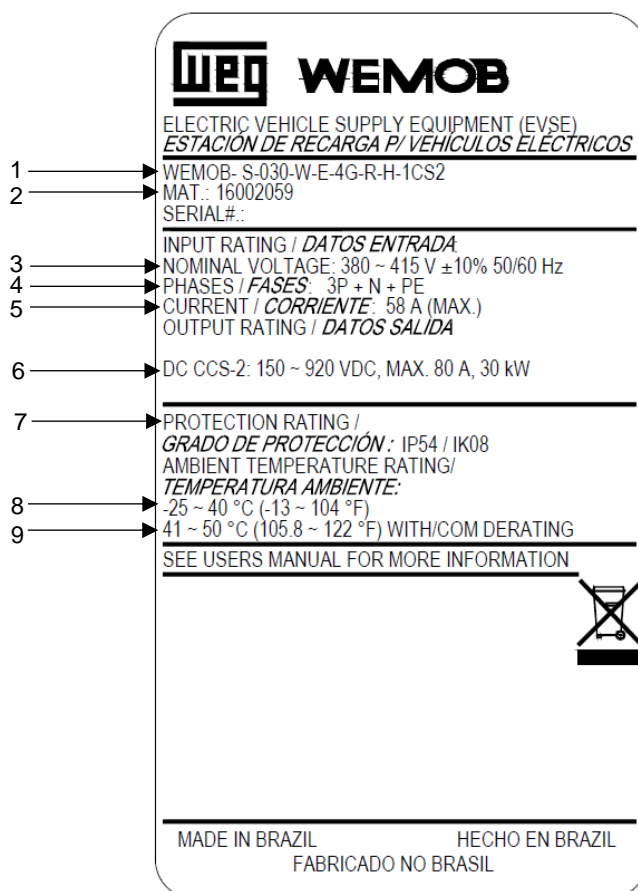 weg WEMOB
ELECTRIC VEHICLE SUPPLY EQUIPMENT (EVSE)
ESTACIÓN DE RECARGA P/ VEHÍCULOS ELÉCTRICOS
1 WEMOB- S-030-W-E-4G-R-H-1CS2
2 MAT.: 16002059
SERIAL#.:
INPUT RATING / DATOS ENTRADA:
3 NOMINAL VOLTAGE: 380 ~ 415 V ±10% 50/60 Hz
4 PHASES / FASES: 3P + N + PE
5 CURRENT / CORRIENTE: 58 A (MAX.)
OUTPUT RATING / DATOS SALIDA
6 DC CCS-2: 150 ~ 920 VDC, MAX. 80 A, 30 kW
7 PROTECTION RATING /
GRADO DE PROTECCIÓN : IP54 / IK08
AMBIENT TEMPERATURE RATING/
TEMPERATURA AMBIENTE:
8 -25 ~ 40 °C (-13 ~ 104 °F)
9 41 ~ 50 °C (105.8 ~ 122 °F) WITH/COM DERATING
SEE USERS MANUAL FOR MORE INFORMATION
MADE IN BRAZIL HECHO EN BRAZIL
FABRICADO NO BRASIL